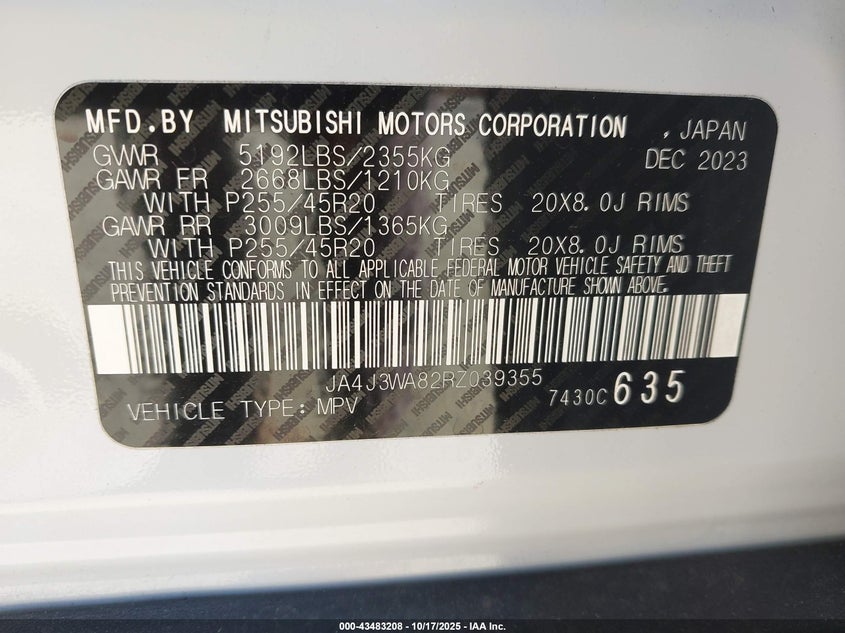 MFD.BY MITSUBISHI MOTORS CORPORATION , JAPAN
GVWR 5192LBS/2355KG DEC 2023
GAWR FR 2668LBS/1210KG
WITH P255/45R20 TIRES 20X8.0J RIMS
GAWR RR 3009LBS/1365KG
WITH P255/45R20 TIRES 20X8.0J RIMS
THIS VEHICLE CONFORMS TO ALL APPLICABLE FEDERAL MOTOR VEHICLE SAFETY AND THEFT
PREVENTION STANDARDS IN EFFECT ON THE DATE OF MANUFACTURE SHOWN ABOVE.
JA4J3WA82RZ039355
VEHICLE TYPE: MPV 7430C 635
000-43483208 - 10/17/2025 - IAA Inc.